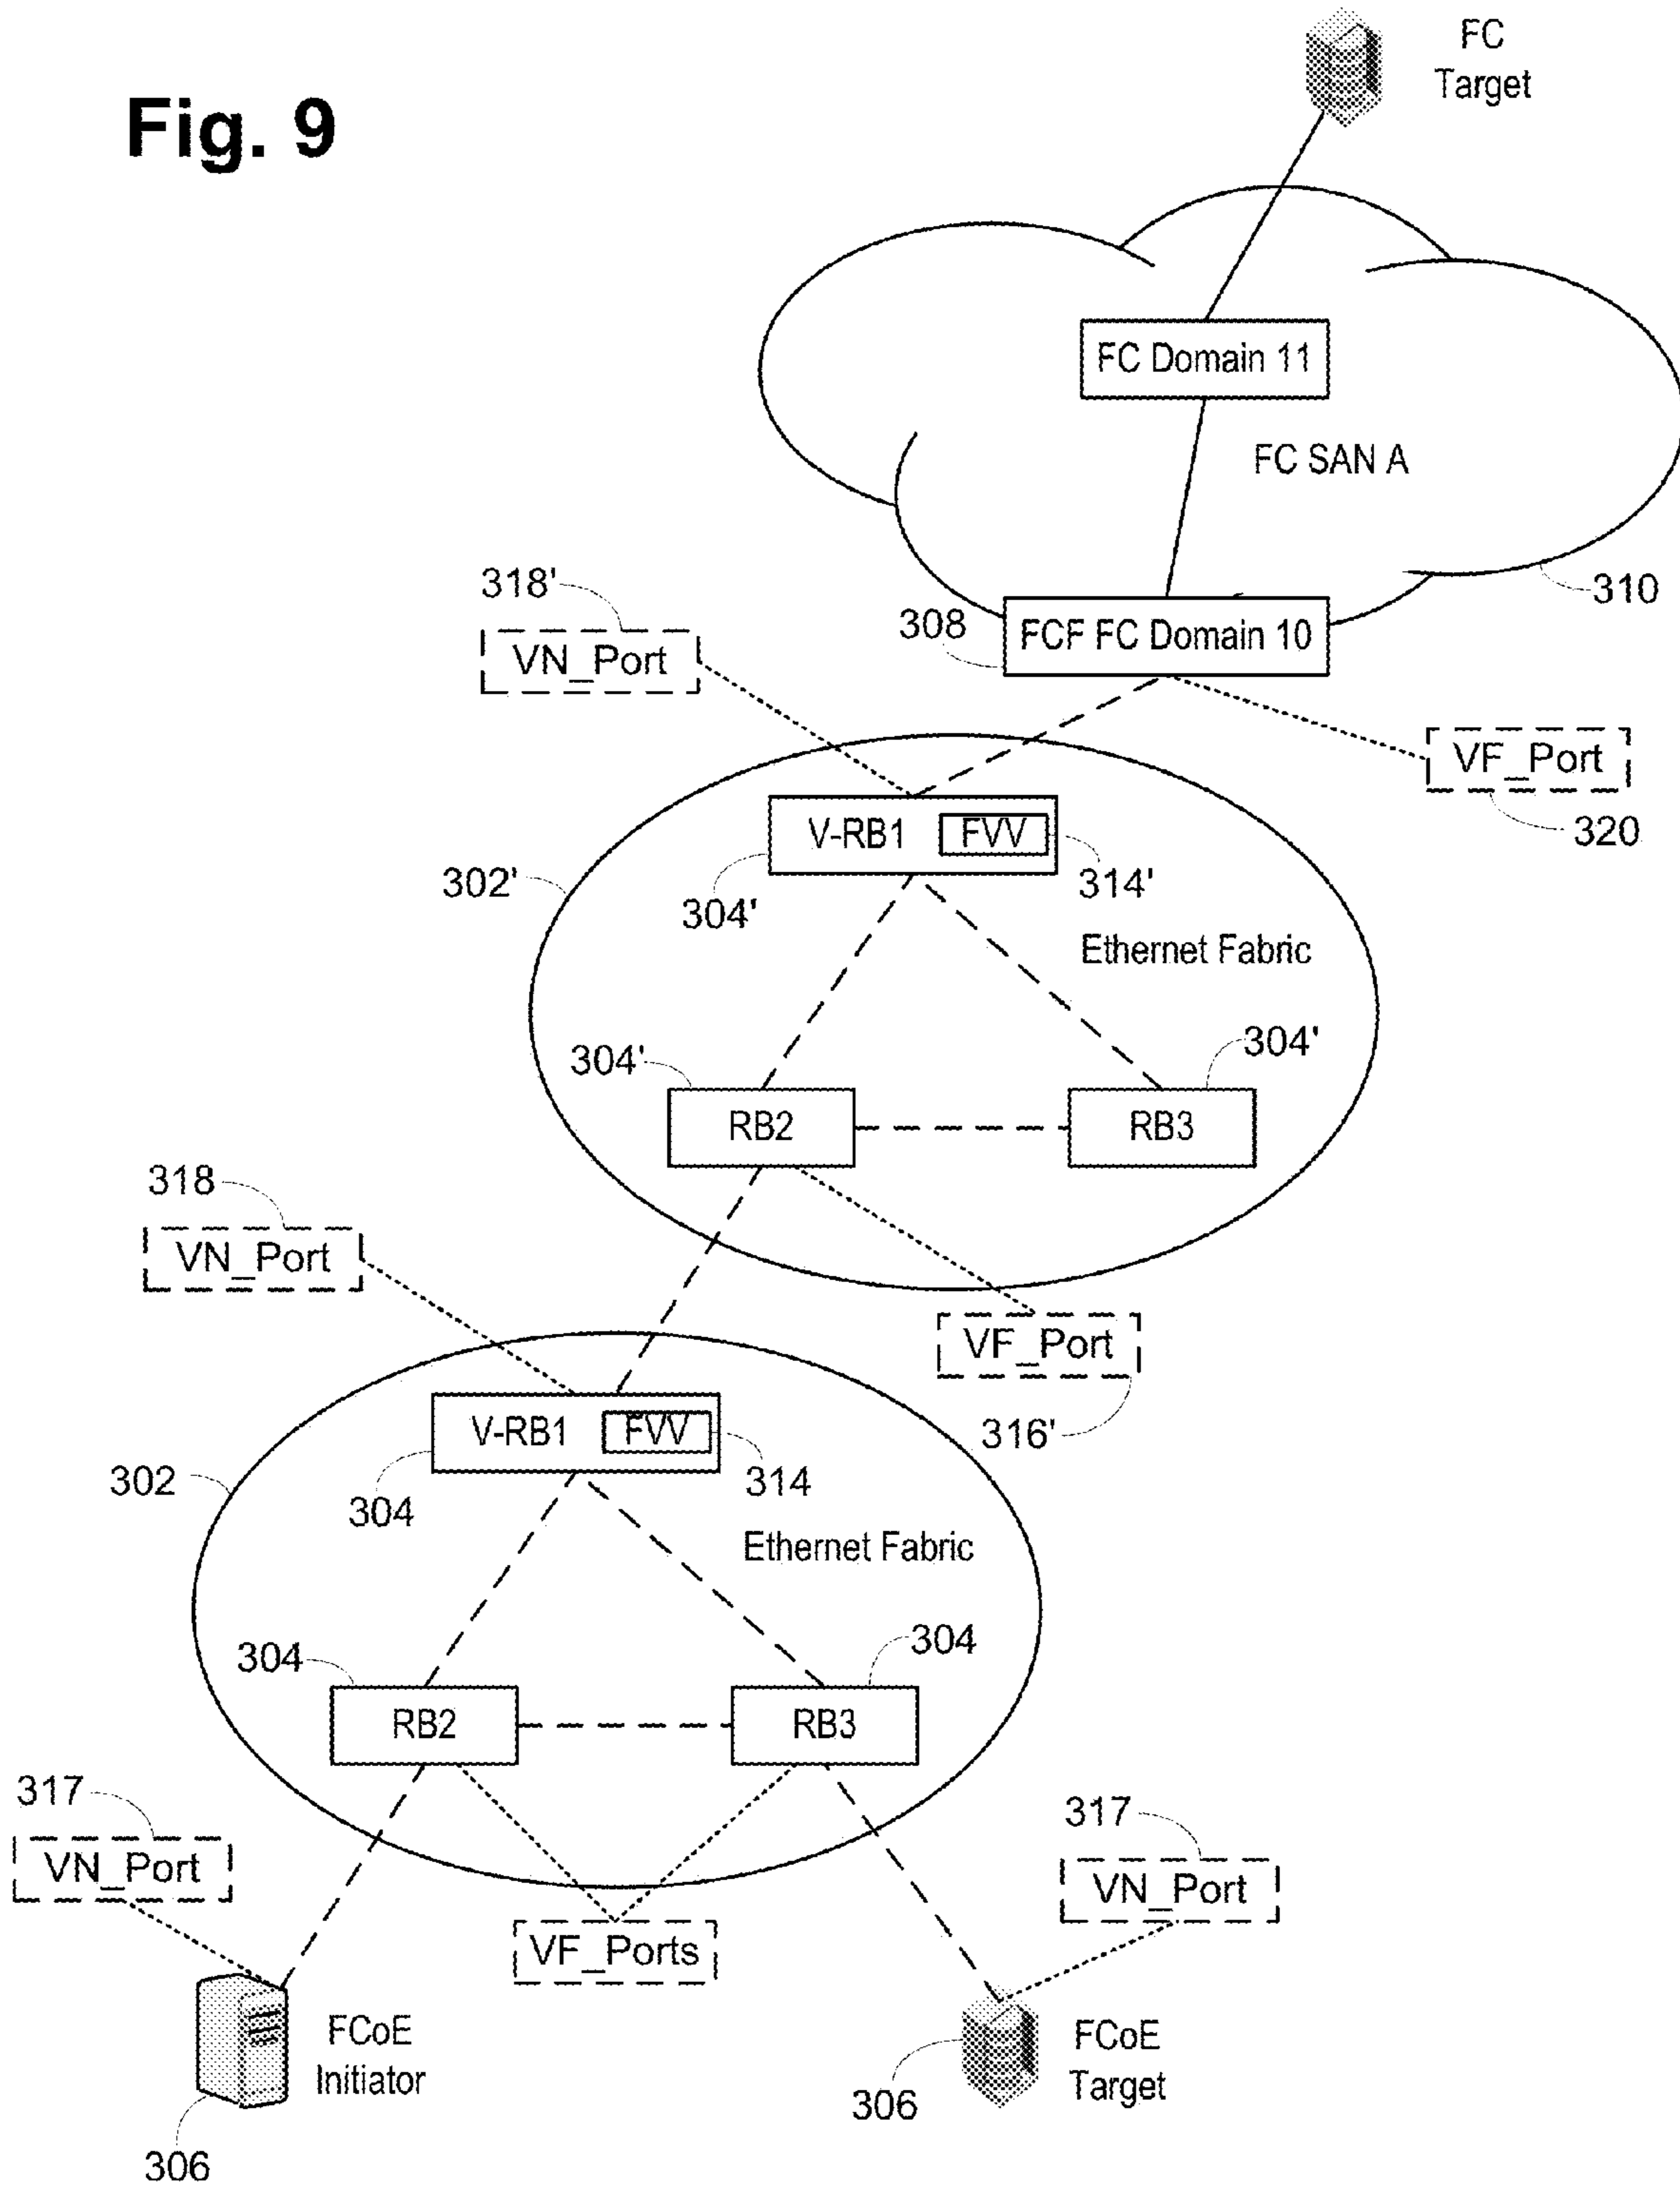 Fig. 9
FC
Target
FC Domain 11
FC SAN A
310
318'
VN_Port
308
FCF FC Domain 10
VF_Port
320
V-RB1
FVV
302'
304'
314'
Ethernet Fabric
304'
304'
RB2
RB3
318
VN_Port
VF_Port
316'
V-RB1
FVV
302
304
314
Ethernet Fabric
304
304
RB2
RB3
317
VN_Port
317
VN_Port
VF_Ports
FCoE
Initiator
306
FCoE
Target
306